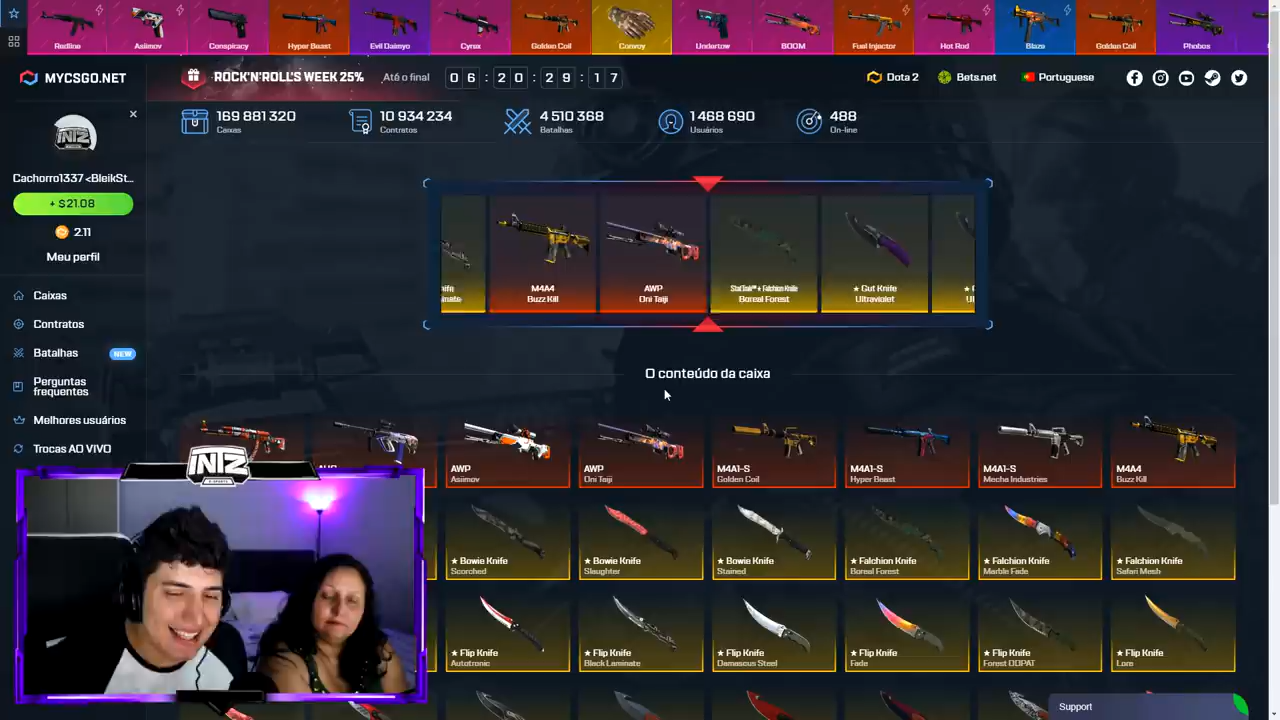 Redline
Asiimov
Conspiracy
Hyper Beast
Evil Daimyo
Cyrex
Golden Coil
Convoy
Undertow
BOOM
Fuel Injector
Hot Rod
Blaze
Golden Coil
Phobos
MYCSGO.NET
ROCK'N'ROLL'S WEEK 25%
Até o final
06:20:29:17
Dota 2
Bets.net
Portuguese
169 881 320
Caixas
10 934 234
Contratos
4 510 368
Batalhas
1 468 690
Usuários
488
On-line
Cachorro1337 <BleikSt...
+ $21.08
2.11
Meu perfil
Caixas
Contratos
Batalhas
NEW
Perguntas
frequentes
Melhores usuários
Trocas AO VIVO
M4A4
Buzz Kill
AWP
Oni Taiji
StatTrak™ ★ Falchion Knife
Boreal Forest
★ Gut Knife
Ultraviolet
O conteúdo da caixa
AWP
Asiimov
AWP
Oni Taiji
M4A1-S
Golden Coil
M4A1-S
Hyper Beast
M4A1-S
Mecha Industries
M4A4
Buzz Kill
★ Bowie Knife
Scorched
★ Bowie Knife
Slaughter
★ Bowie Knife
Stained
★ Falchion Knife
Boreal Forest
★ Falchion Knife
Marble Fade
★ Falchion Knife
Safari Mesh
★ Flip Knife
Autotronic
★ Flip Knife
Black Laminate
★ Flip Knife
Damascus Steel
★ Flip Knife
Fade
★ Flip Knife
Forest DDPAT
★ Flip Knife
Lore
INTZ
Support